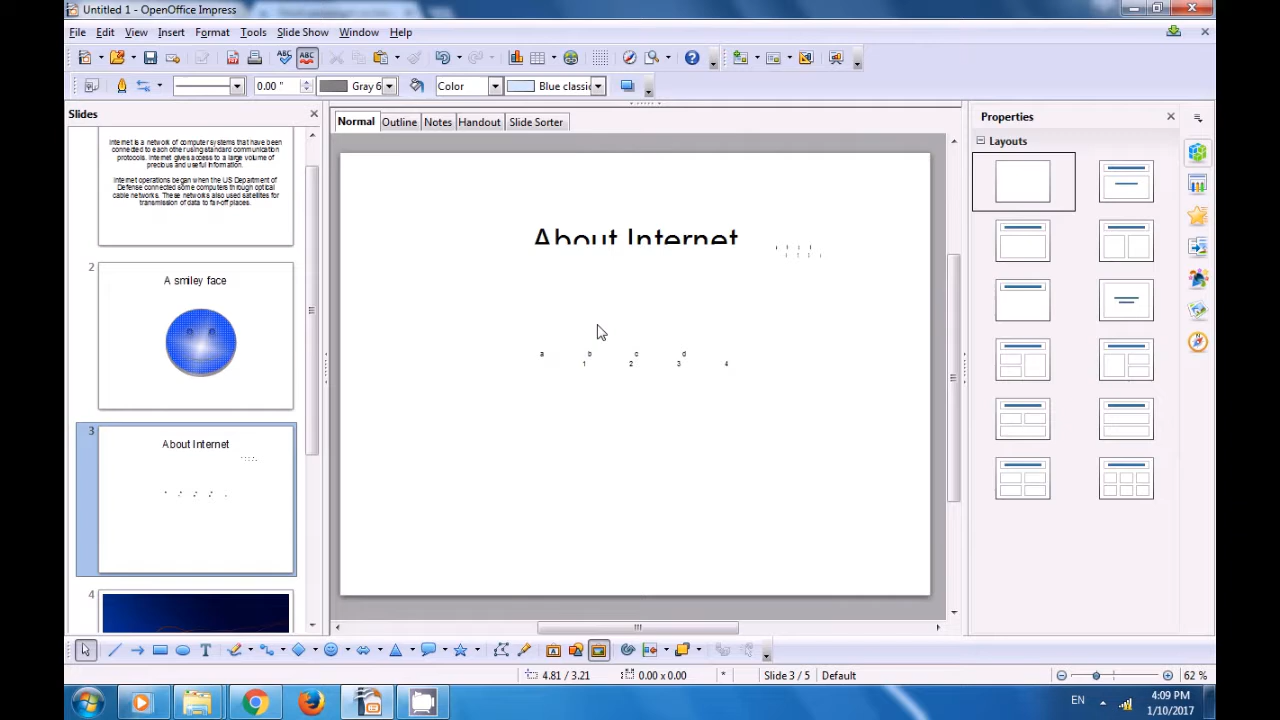 Untitled 1 - OpenOffice Impress
File Edit View Insert Format Tools Slide Show Window Help
0.00 " Gray 6 Color Blue classic
Slides
Normal Outline Notes Handout Slide Sorter
Properties
Layouts
Internet is a network of computer systems that have been
connected to each other using standard communication
protocols. Internet gives access to a large volume of
precious and useful information.
Internet operations began when the US Department of
Defense connected some computers through optical
cable networks. These networks also used satellites for
transmission of data to far-off places.
2
A smiley face
3
About Internet
4
About Internet
a b c d
1 2 3 4
4.81 / 3.21 0.00 x 0.00 * Slide 3 / 5 Default 62 %
EN 4:09 PM
1/10/2017